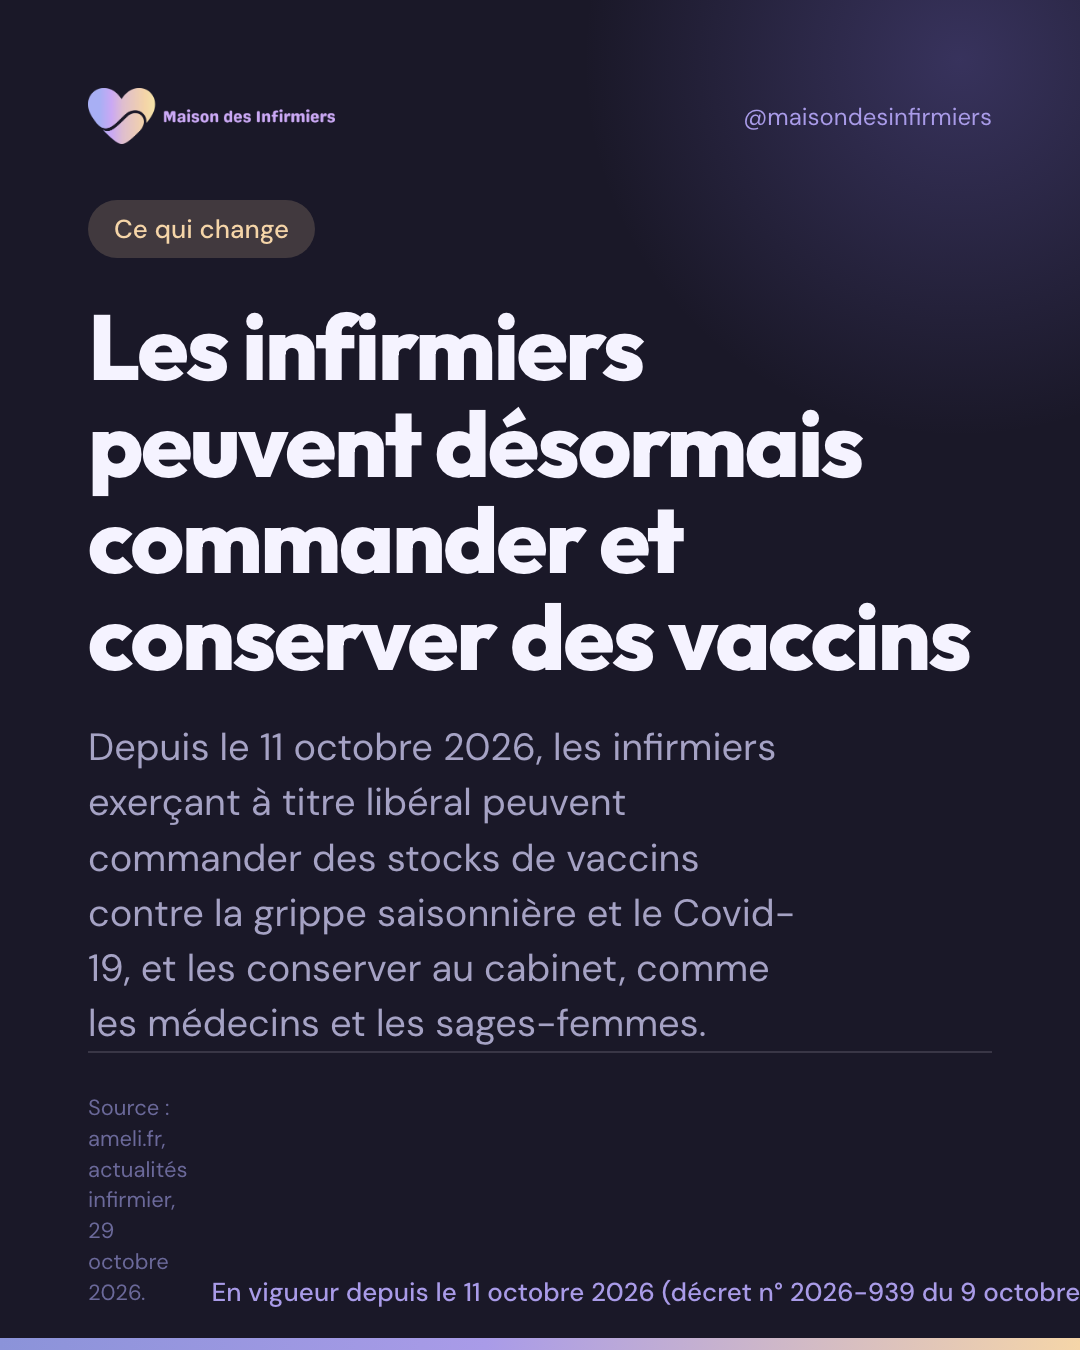 Maison des Infirmiers
@maisondesinfirmiers
Ce qui change
Les infirmiers
peuvent désormais
commander et
conserver des vaccins
Depuis le 11 octobre 2026, les infirmiers
exerçant à titre libéral peuvent
commander des stocks de vaccins
contre la grippe saisonnière et le Covid-
19, et les conserver au cabinet, comme
les médecins et les sages-femmes.
Source :
ameli.fr,
actualités
infirmier,
29
octobre
2026.
En vigueur depuis le 11 octobre 2026 (décret n° 2026-939 du 9 octobre